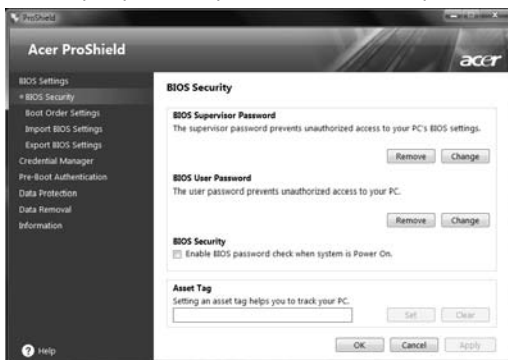 ProShield
Acer ProShield
acer
BIOS Settings
BIOS Security
Boot Order Settings
Import BIOS Settings
Export BIOS Settings
Credential Manager
Pre-Boot Authentication
Data Protection
Data Removal
Information
Help
BIOS Security
BIOS Supervisor Password
The supervisor password prevents unauthorized access to your PC's BIOS settings.
Remove Change
BIOS User Password
The user password prevents unauthorized access to your PC.
Remove Change
BIOS Security
Enable BIOS password check when system is Power On.
Asset Tag
Setting an asset tag helps you to track your PC.
Set Clear
OK Cancel Apply